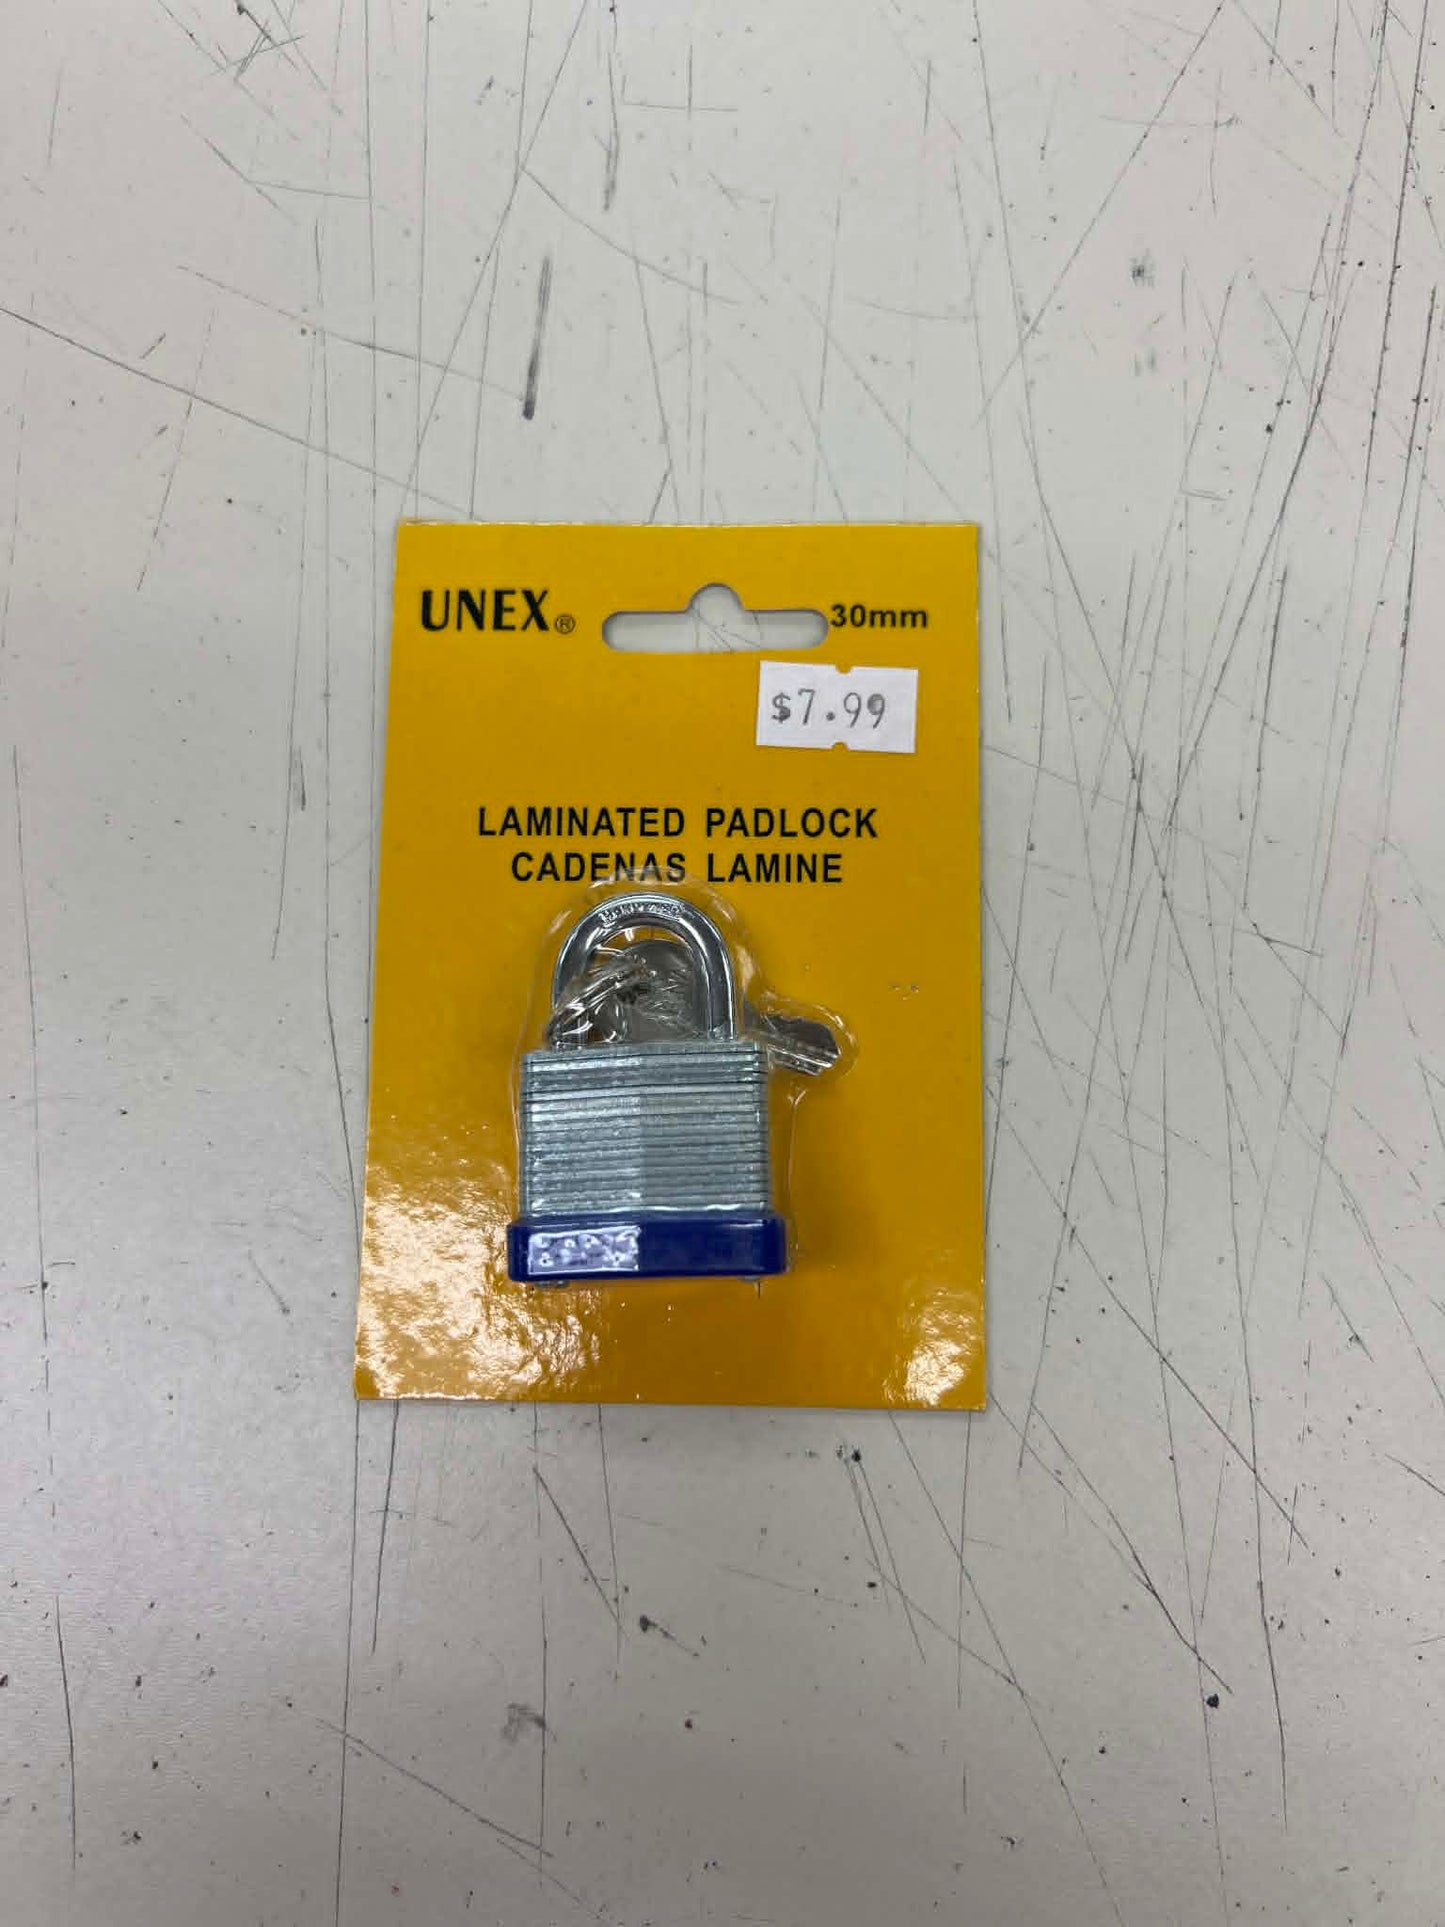 UNEX®
30mm
$7.99
LAMINATED PADLOCK
CADENAS LAMINE